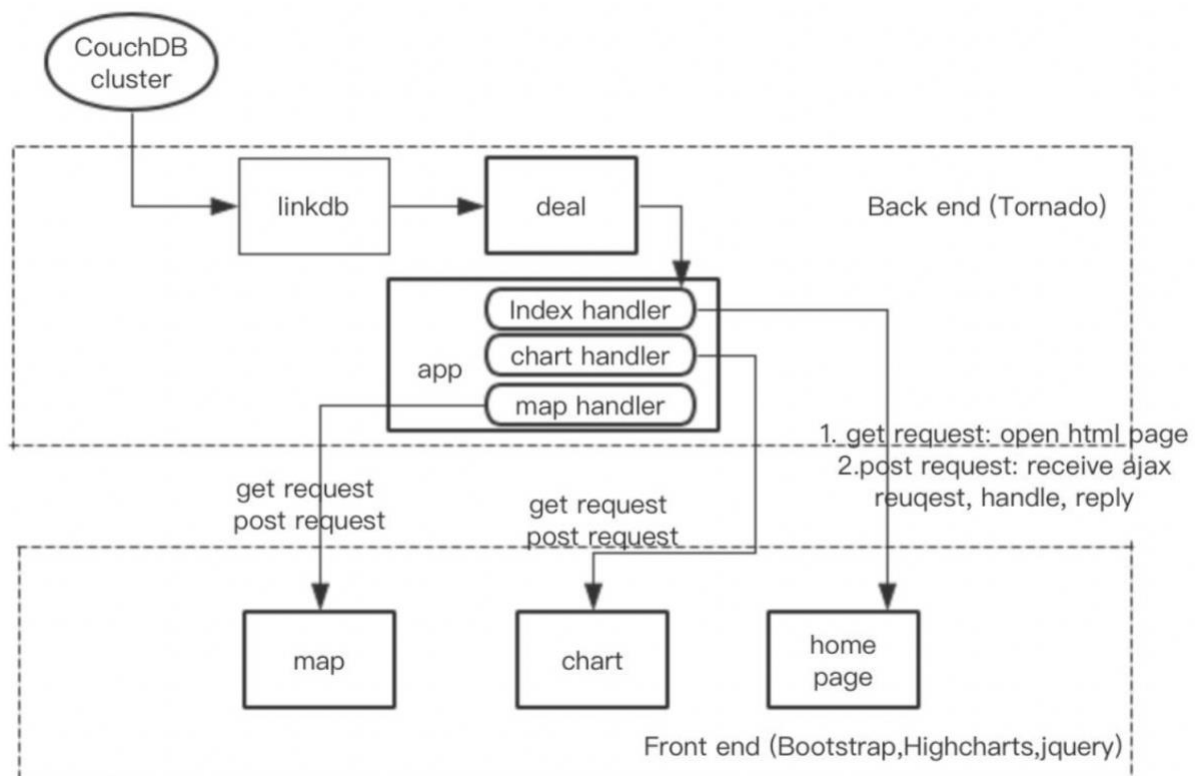 CouchDB
cluster
linkdb
deal
Back end (Tornado)
Index handler
chart handler
app
map handler
1. get request: open html page
2.post request: receive ajax
reuqest, handle, reply
get request
post request
get request
post request
map
chart
home
page
Front end (Bootstrap,Highcharts,jquery)